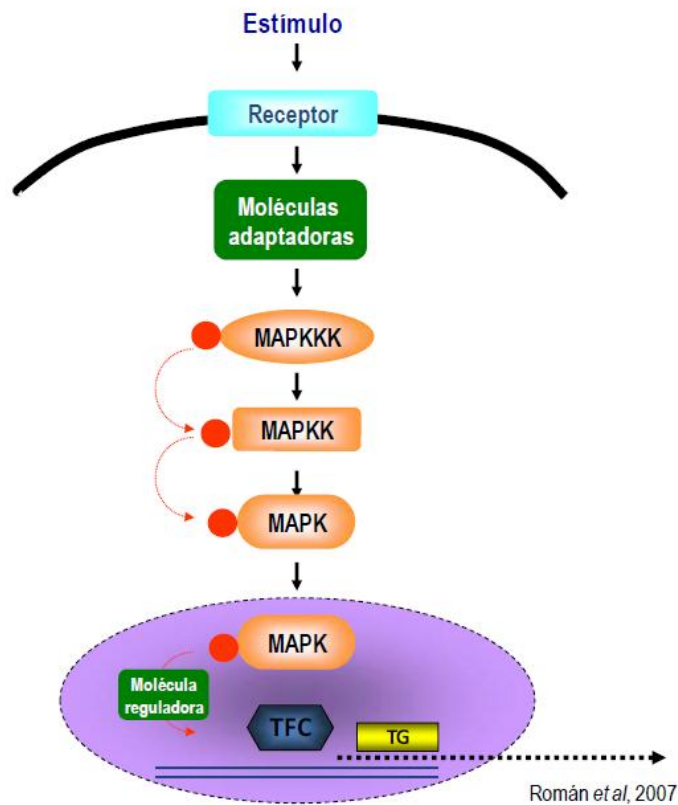 Estímulo
Receptor
Moléculas
adaptadoras
MAPKKK
MAPKK
MAPK
MAPK
Molécula
reguladora
TFC
TG
Román et al, 2007